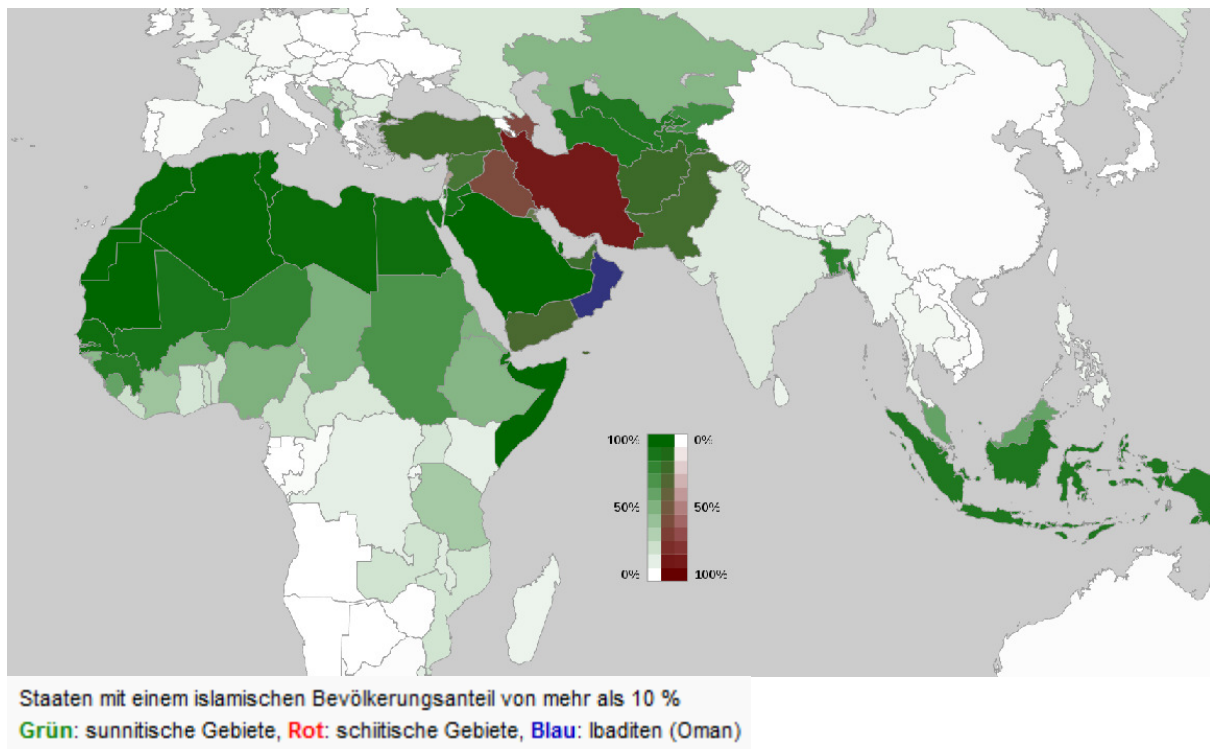 100% 0%
50% 50%
0% 100%
Staaten mit einem islamischen Bevölkerungsanteil von mehr als 10 %
Grün: sunnitische Gebiete, Rot: schiitische Gebiete, Blau: Ibaditen (Oman)